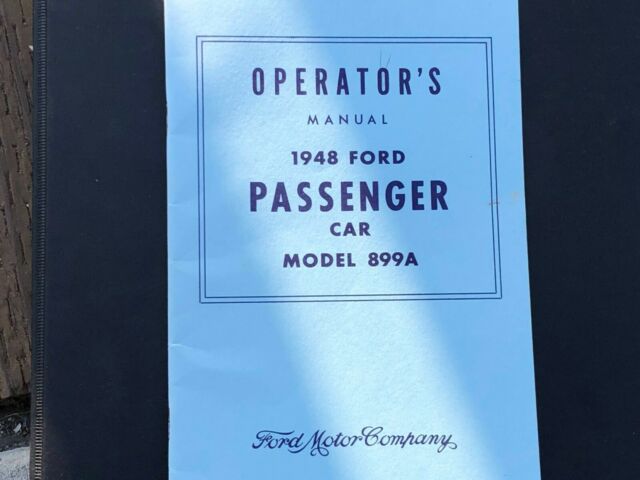 OPERATOR'S
MANUAL
1948 FORD
PASSENGER
CAR
MODEL 899A
Ford Motor Company